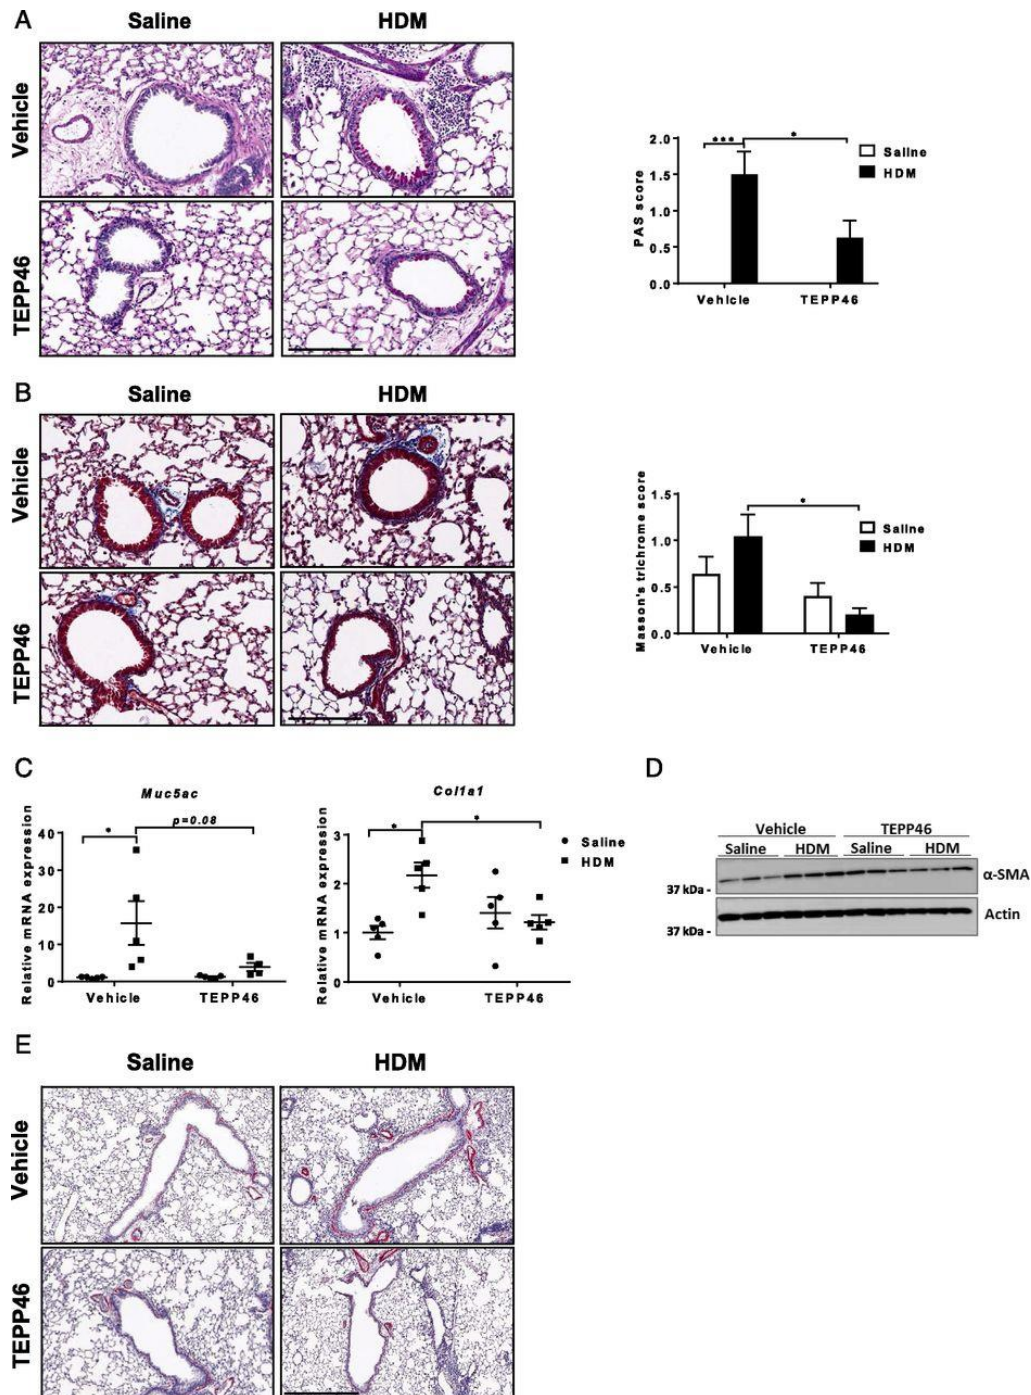 A
Saline HDM
Vehicle
TEPP46
PAS score
2.0
1.5
1.0
0.5
0.0
*** *
Saline
HDM
Vehicle TEPP46
B
Saline HDM
Vehicle
TEPP46
Masson's trichrome score
1.5
1.0
0.5
0.0
*
Saline
HDM
Vehicle TEPP46
C
Muc5ac
Relative mRNA expression
40
30
20
10
0
* p=0.08
Vehicle TEPP46
Col1a1
Relative mRNA expression
3
2
1
0
* *
Saline
HDM
Vehicle TEPP46
D
Vehicle TEPP46
Saline HDM Saline HDM
37 kDa - α-SMA
37 kDa - Actin
E
Saline HDM
Vehicle
TEPP46